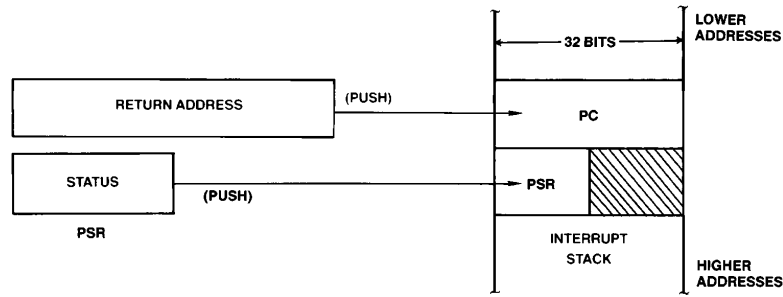 LOWER
ADDRESSES
32 BITS
RETURN ADDRESS
(PUSH)
PC
STATUS
(PUSH)
PSR
PSR
INTERRUPT
STACK
HIGHER
ADDRESSES